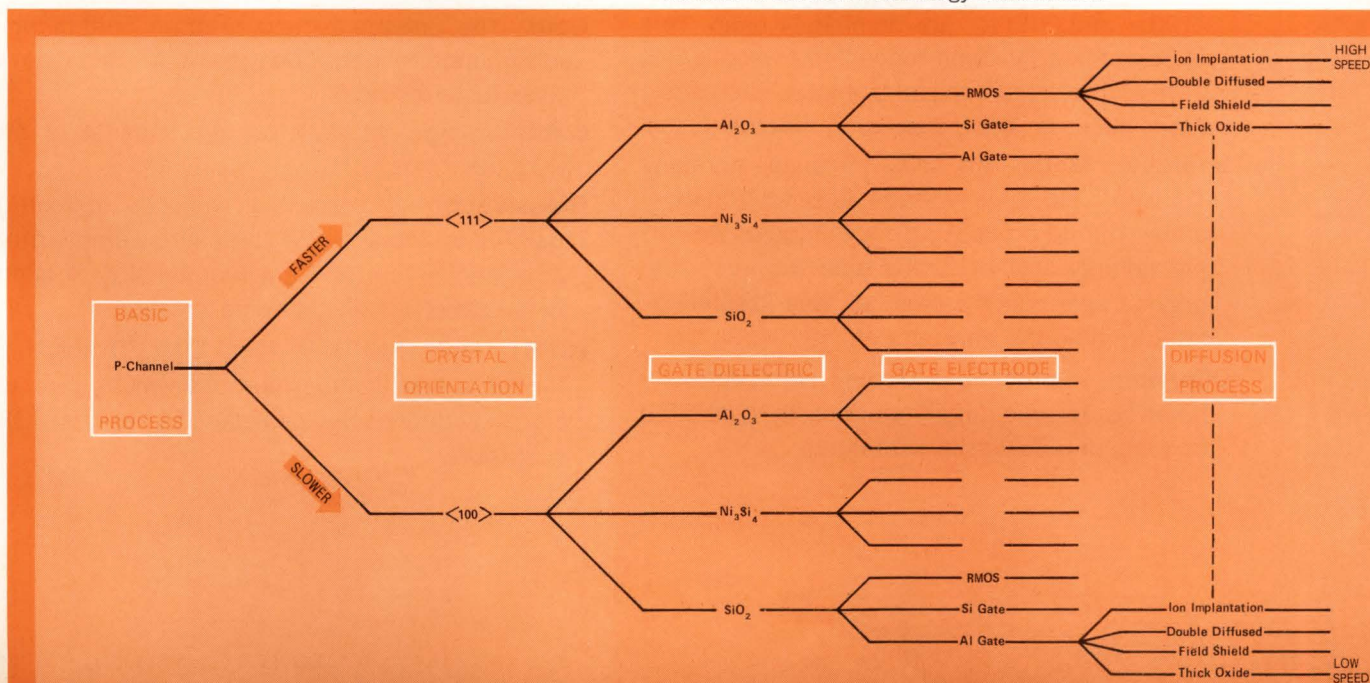 HIGH
SPEED
Ion Implantation
Double Diffused
RMOS
Field Shield
Al₂O₃
Si Gate
Thick Oxide
Al Gate
FASTER
<111>
Ni₃Si₄
SiO₂
BASIC
P-Channel
PROCESS
CRYSTAL
ORIENTATION
GATE DIELECTRIC
GATE ELECTRODE
DIFFUSION
PROCESS
Al₂O₃
SLOWER
<100>
Ni₃Si₄
RMOS
SiO₂
Si Gate
Ion Implantation
Al Gate
Double Diffused
Field Shield
Thick Oxide
LOW
SPEED